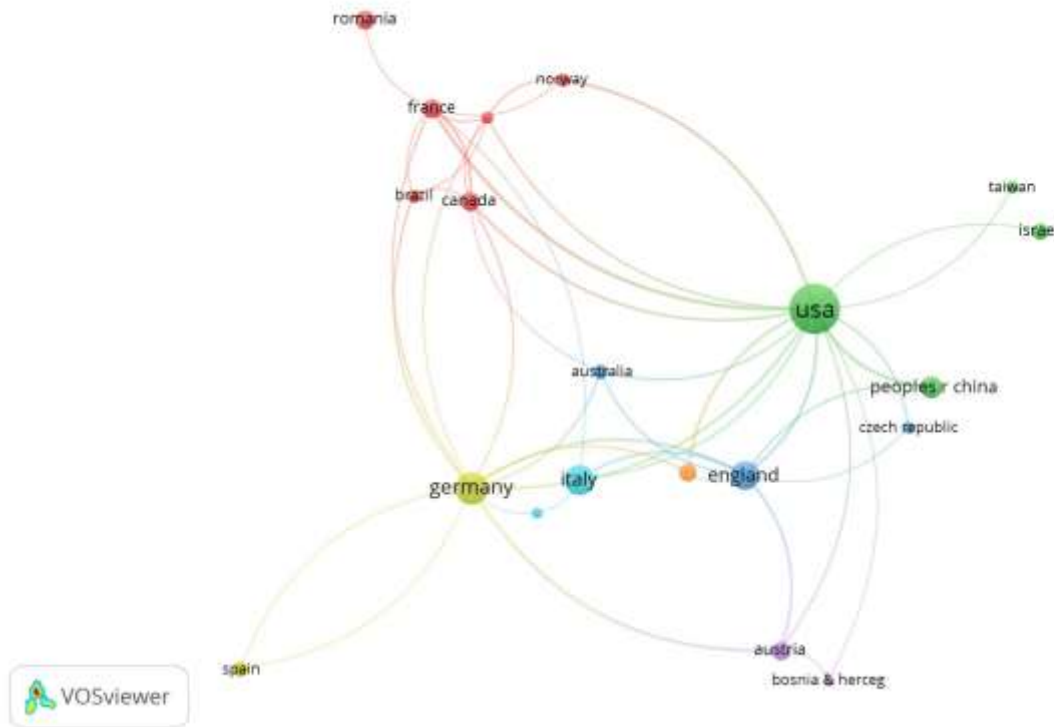 romania
norway
france
brazil
canada
taiwan
israe
usa
australia
peoples r china
czech republic
germany
italy
england
austria
spain
bosnia & herceg
VOSviewer